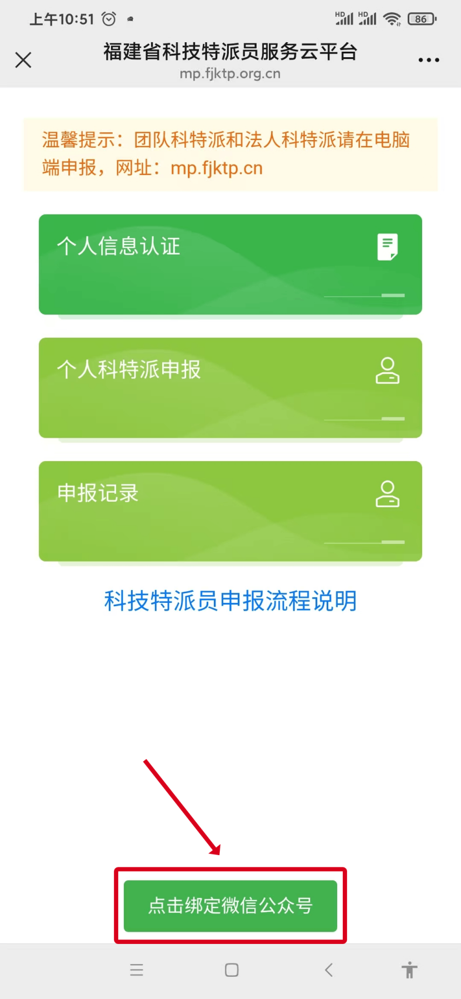 上午10:51
HD HD 86
福建省科技特派员服务云平台
mp.fjktp.org.cn
温馨提示：团队科特派和法人科特派请在电脑
端申报，网址：mp.fjktp.cn
个人信息认证
个人科特派申报
申报记录
科技特派员申报流程说明
点击绑定微信公众号